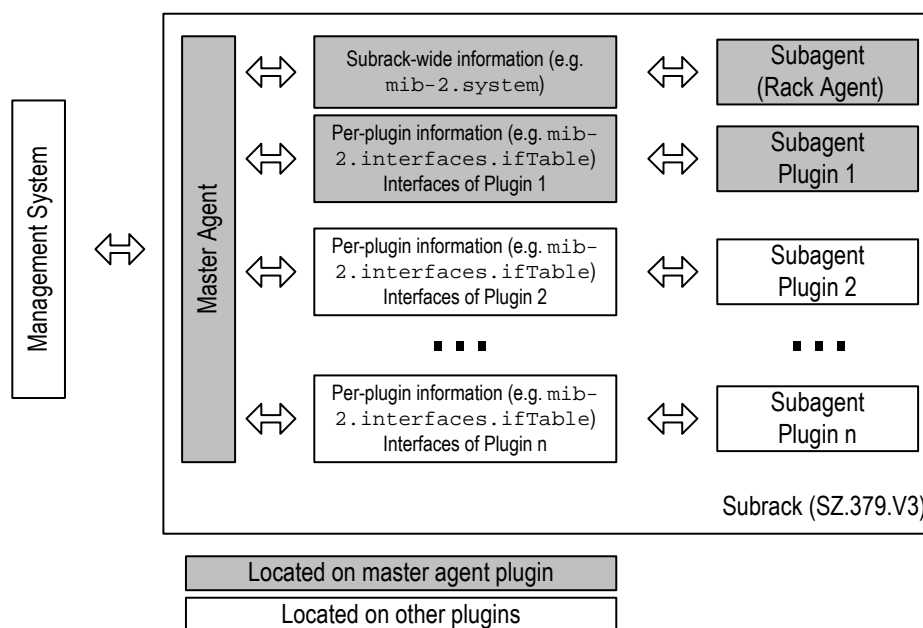 Management System
Master Agent
Subrack-wide information (e.g.
mib-2.system)
Subagent
(Rack Agent)
Per-plugin information (e.g. mib-
2.interfaces.ifTable)
Interfaces of Plugin 1
Subagent
Plugin 1
Per-plugin information (e.g. mib-
2.interfaces.ifTable)
Interfaces of Plugin 2
Subagent
Plugin 2
...
...
Per-plugin information (e.g. mib-
2.interfaces.ifTable)
Interfaces of Plugin n
Subagent
Plugin n
Subrack (SZ.379.V3)
Located on master agent plugin
Located on other plugins